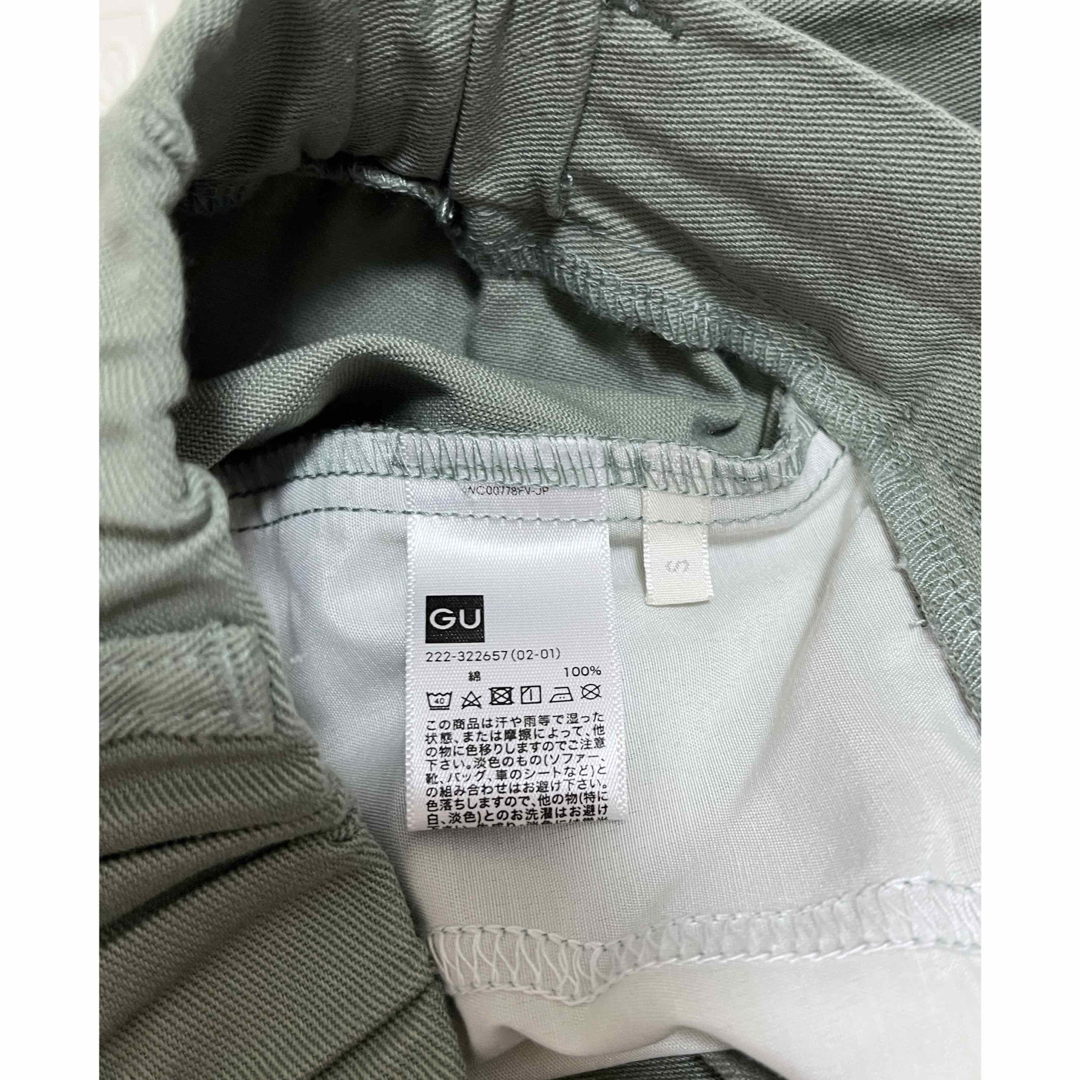 GU
222-322657(02-01)
綿 100%
40
この商品は汗や雨等で湿った
状態、または摩擦によって、他
の物に色移りしますのでご注意
下さい。淡色のもの(ソファー、
靴、バッグ、車のシートなど)と
の組み合わせはお避け下さい。
色落ちしますので、他の物(特に
白、淡色)とのお洗濯はお避け
S